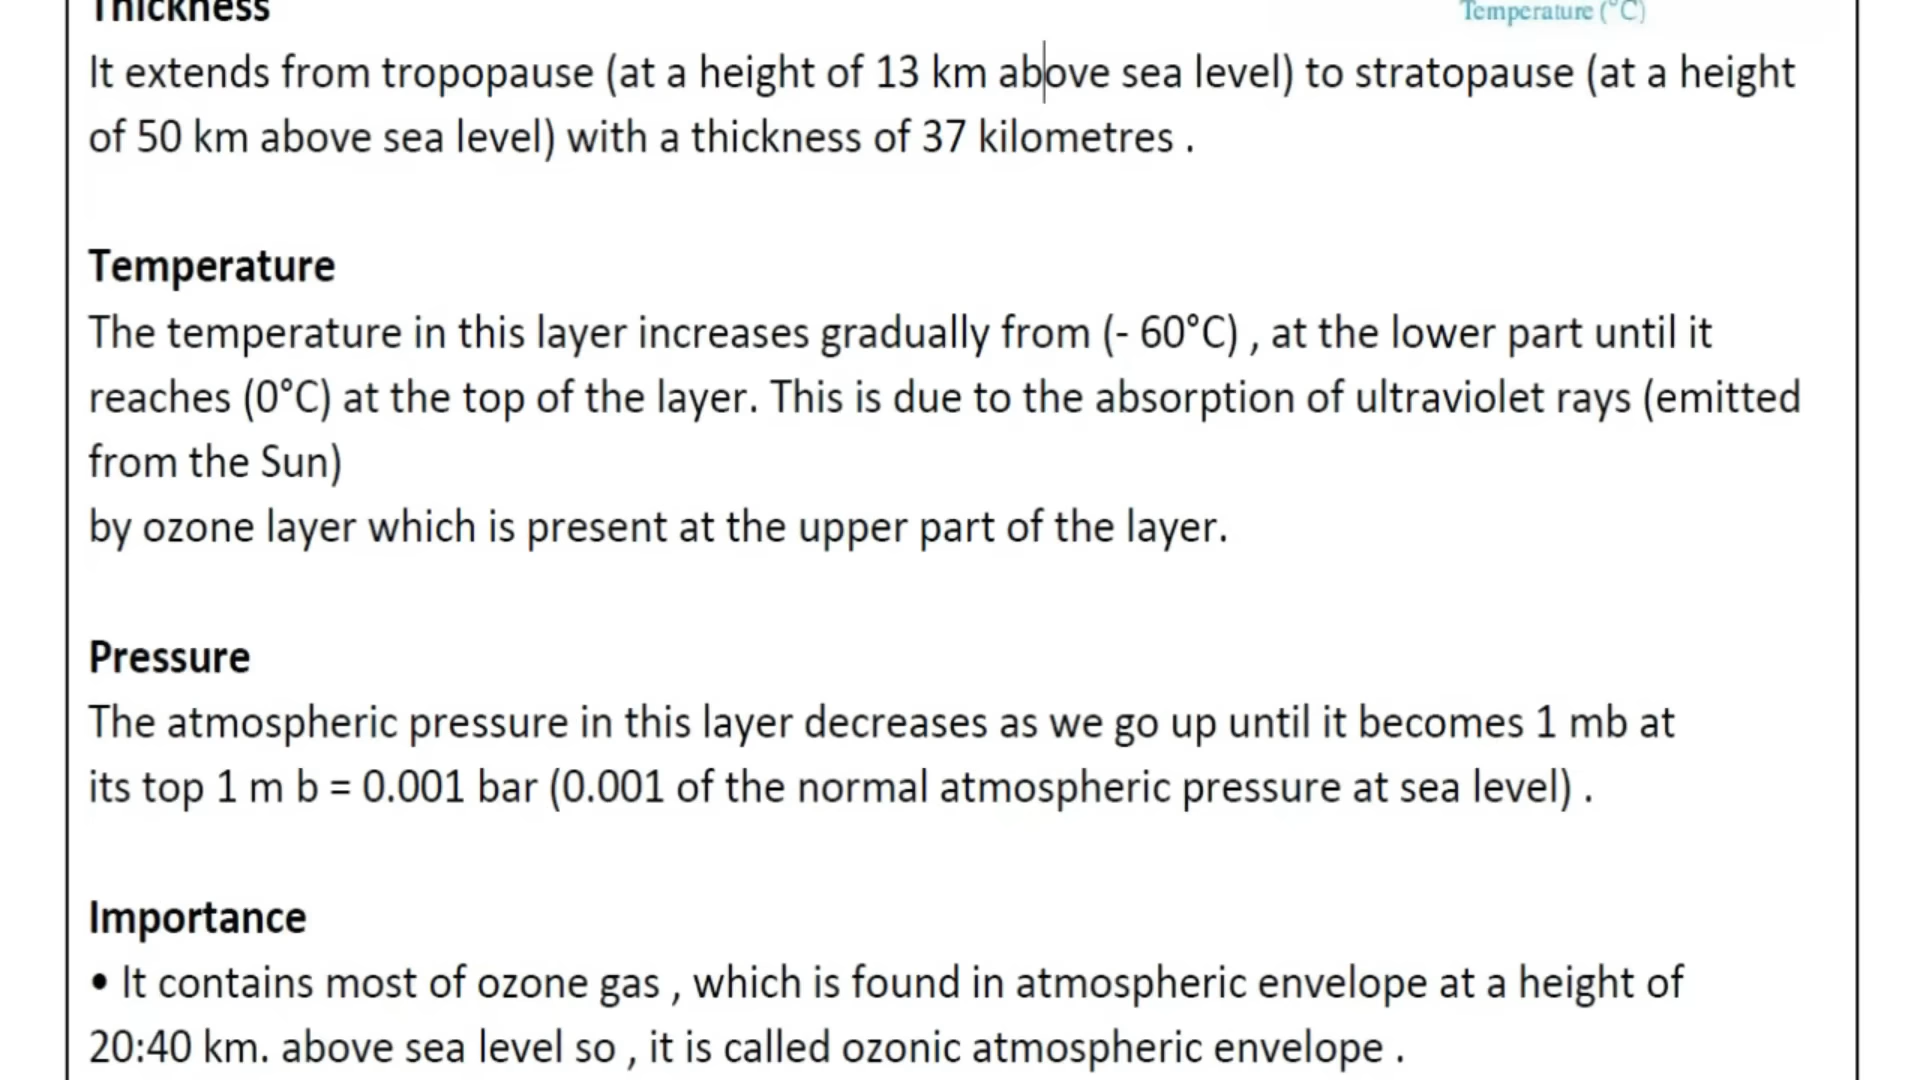 Thickness
Temperature (°C)
It extends from tropopause (at a height of 13 km above sea level) to stratopause (at a height
of 50 km above sea level) with a thickness of 37 kilometres .
Temperature
The temperature in this layer increases gradually from (- 60°C) , at the lower part until it
reaches (0°C) at the top of the layer. This is due to the absorption of ultraviolet rays (emitted
from the Sun)
by ozone layer which is present at the upper part of the layer.
Pressure
The atmospheric pressure in this layer decreases as we go up until it becomes 1 mb at
its top 1 m b = 0.001 bar (0.001 of the normal atmospheric pressure at sea level) .
Importance
• It contains most of ozone gas , which is found in atmospheric envelope at a height of
20:40 km. above sea level so , it is called ozonic atmospheric envelope .